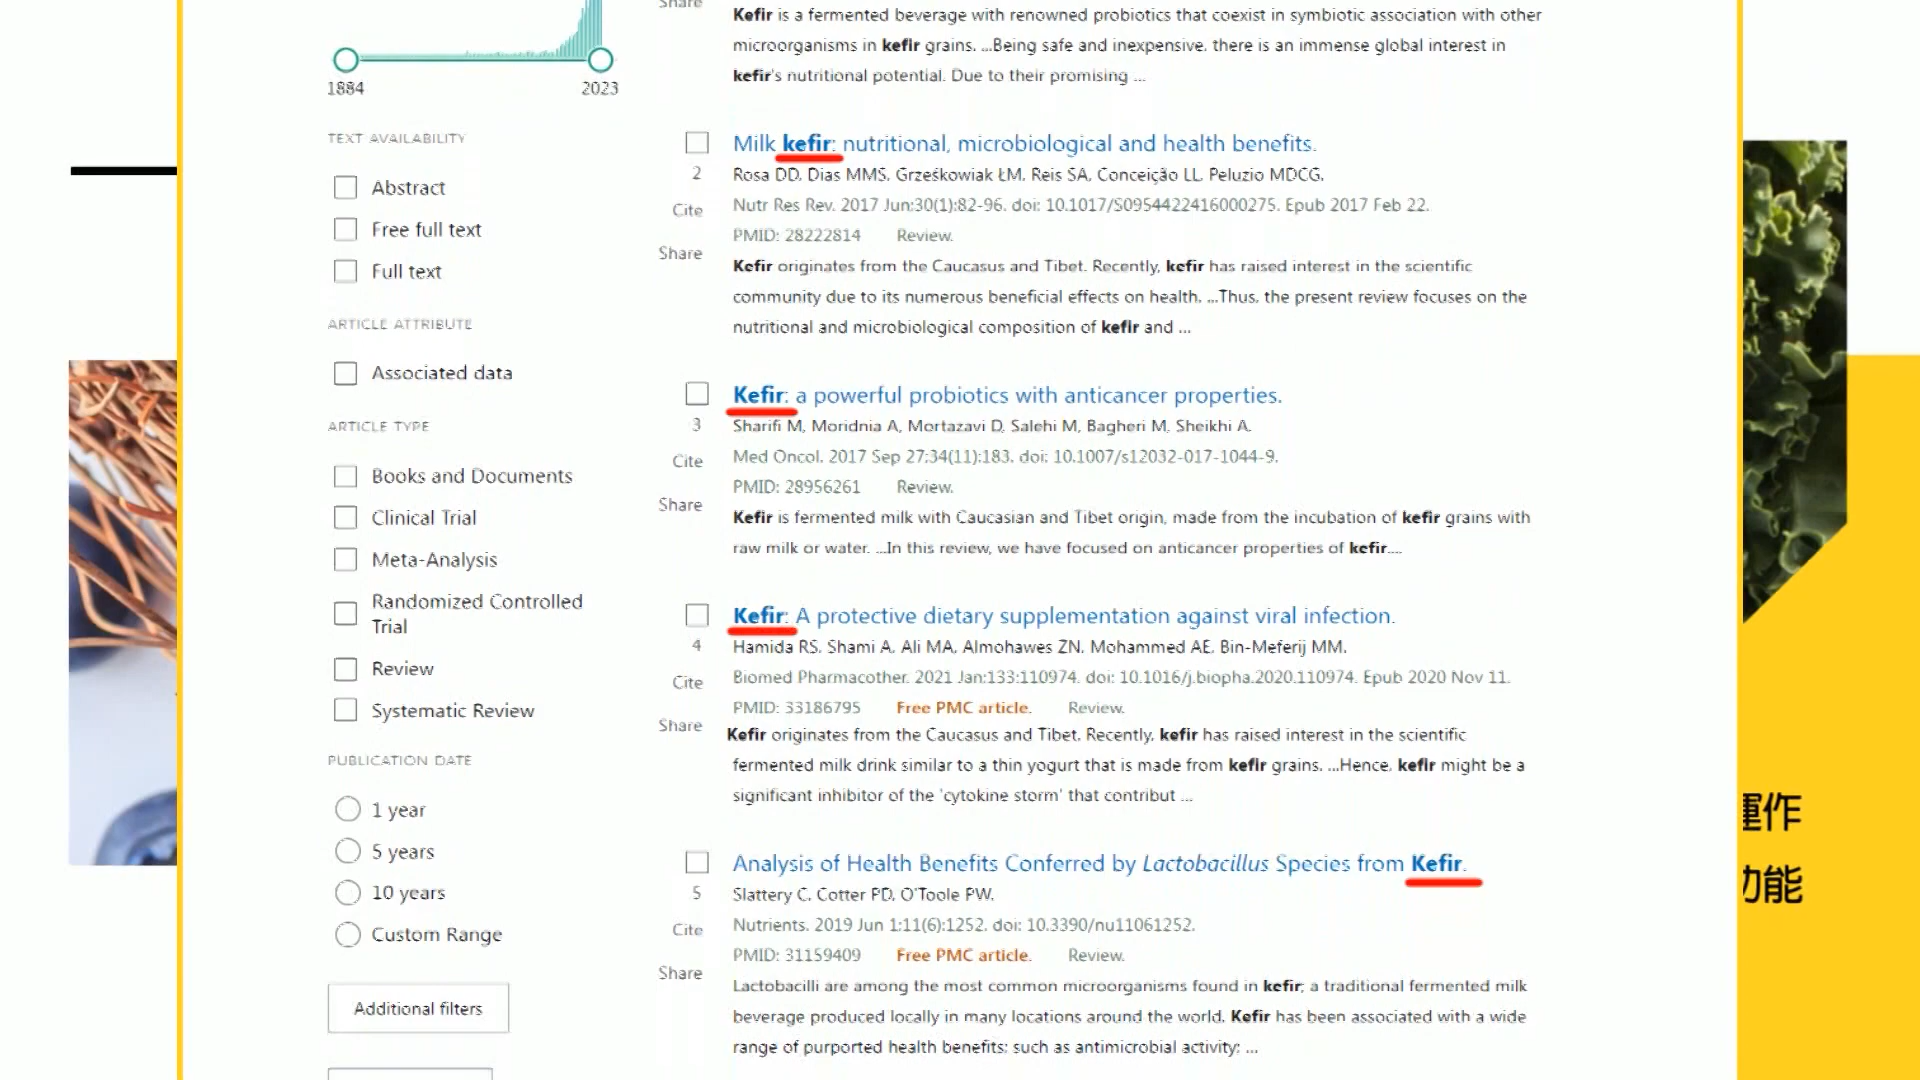 1884
2023
TEXT AVAILABILITY
Abstract
Free full text
Full text
ARTICLE ATTRIBUTE
Associated data
ARTICLE TYPE
Books and Documents
Clinical Trial
Meta-Analysis
Randomized Controlled
Trial
Review
Systematic Review
PUBLICATION DATE
1 year
5 years
10 years
Custom Range
Additional filters
Share
Kefir is a fermented beverage with renowned probiotics that coexist in symbiotic association with other
microorganisms in kefir grains. ...Being safe and inexpensive, there is an immense global interest in
kefir's nutritional potential. Due to their promising ...
Milk kefir: nutritional, microbiological and health benefits.
2
Rosa DD, Dias MMS, Grześkowiak ŁM, Reis SA, Conceição LL, Peluzio MDCG.
Cite
Nutr Res Rev. 2017 Jun;30(1):82-96. doi: 10.1017/S0954422416000275. Epub 2017 Feb 22.
PMID: 28222814 Review.
Share
Kefir originates from the Caucasus and Tibet. Recently, kefir has raised interest in the scientific
community due to its numerous beneficial effects on health. ...Thus, the present review focuses on the
nutritional and microbiological composition of kefir and ...
Kefir: a powerful probiotics with anticancer properties.
3
Sharifi M, Moridnia A, Mortazavi D, Salehi M, Bagheri M, Sheikhi A.
Cite
Med Oncol. 2017 Sep 27;34(11):183. doi: 10.1007/s12032-017-1044-9.
PMID: 28956261 Review.
Share
Kefir is fermented milk with Caucasian and Tibet origin, made from the incubation of kefir grains with
raw milk or water. ...In this review, we have focused on anticancer properties of kefir....
Kefir: A protective dietary supplementation against viral infection.
4
Hamida RS, Shami A, Ali MA, Almohawes ZN, Mohammed AE, Bin-Meferij MM.
Cite
Biomed Pharmacother. 2021 Jan;133:110974. doi: 10.1016/j.biopha.2020.110974. Epub 2020 Nov 11.
PMID: 33186795 Free PMC article. Review.
Share
Kefir originates from the Caucasus and Tibet. Recently, kefir has raised interest in the scientific
fermented milk drink similar to a thin yogurt that is made from kefir grains. ...Hence, kefir might be a
significant inhibitor of the 'cytokine storm' that contribut ...
Analysis of Health Benefits Conferred by Lactobacillus Species from Kefir.
5
Slattery C, Cotter PD, O'Toole PW.
Cite
Nutrients. 2019 Jun 1;11(6):1252. doi: 10.3390/nu11061252.
PMID: 31159409 Free PMC article. Review.
Share
Lactobacilli are among the most common microorganisms found in kefir; a traditional fermented milk
beverage produced locally in many locations around the world. Kefir has been associated with a wide
range of purported health benefits; such as antimicrobial activity; ...
運作
功能